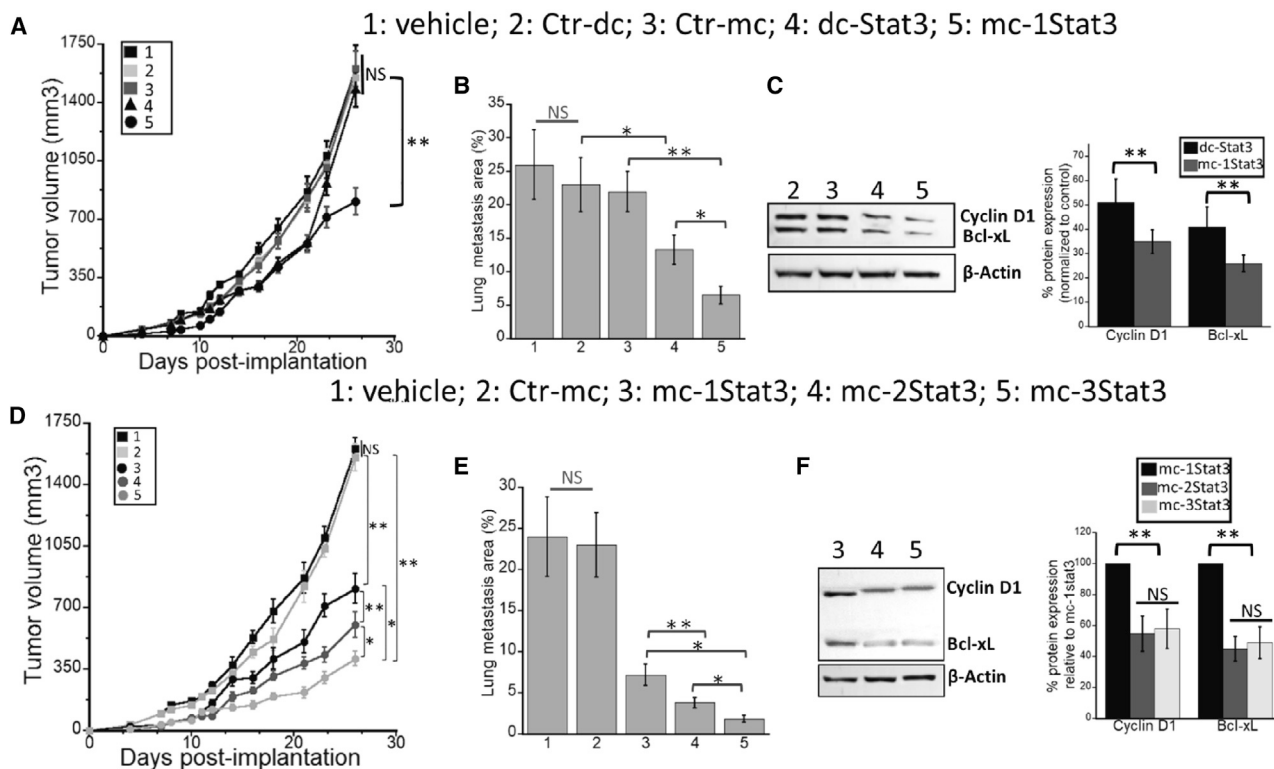 A
1: vehicle; 2: Ctr-dc; 3: Ctr-mc; 4: dc-Stat3; 5: mc-1Stat3
Tumor volume (mm3)
1750
1400
1050
700
350
0
1
2
3
4
5
NS
**
0 10 20 30
Days post-implantation
B
Lung metastasis area (%)
35
30
25
20
15
10
5
0
NS
*
**
*
1 2 3 4 5
C
2 3 4 5
Cyclin D1
Bcl-xL
β-Actin
dc-Stat3
mc-1Stat3
% protein expression
(normalized to control)
70
60
50
40
30
20
10
0
**
**
Cyclin D1 Bcl-xL
1: vehicle; 2: Ctr-mc; 3: mc-1Stat3; 4: mc-2Stat3; 5: mc-3Stat3
D
Tumor volume (mm3)
1750
1400
1050
700
350
0
1
2
3
4
5
NS
**
**
**
*
*
0 10 20 30
Days post-implantation
E
Lung metastasis area (%)
30
25
20
15
10
5
0
NS
**
*
*
1 2 3 4 5
F
3 4 5
Cyclin D1
Bcl-xL
β-Actin
mc-1Stat3
mc-2Stat3
mc-3Stat3
% protein expression
relative to mc-1stat3
120
100
80
60
40
20
0
**
**
NS
NS
Cyclin D1 Bcl-xL